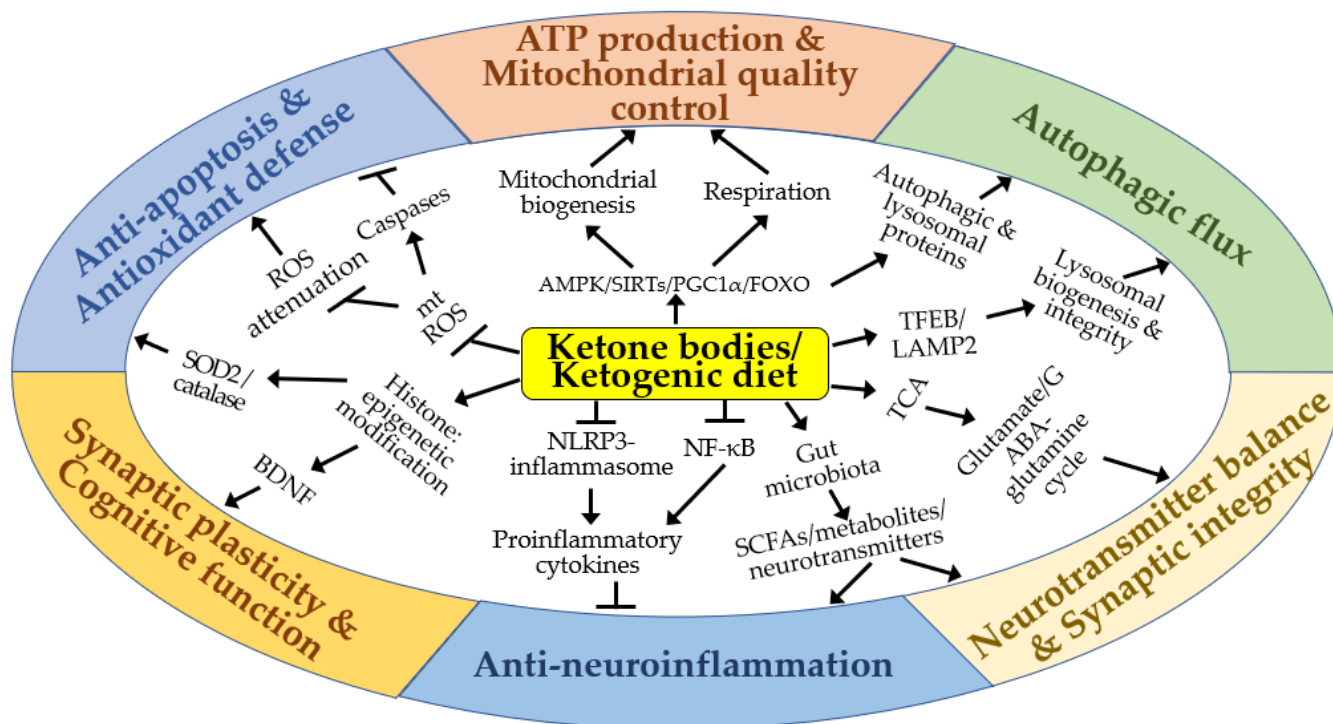 ATP production &
Mitochondrial quality
control
Anti-apoptosis &
Antioxidant defense
Autophagic flux
Mitochondrial
biogenesis
Respiration
Autophagic &
lysosomal
proteins
Caspases
ROS
attenuation
mt
ROS
AMPK/SIRTs/PGC1α/FOXO
Lysosomal
biogenesis &
integrity
TFEB/
LAMP2
Ketone bodies/
Ketogenic diet
SOD2/
catalase
Histone:
epigenetic
modification
TCA
Glutamate/G
ABA-
glutamine
cycle
BDNF
NLRP3-
inflammasome
NF-κB
Gut
microbiota
Proinflammatory
cytokines
SCFAs/metabolites/
neurotransmitters
Synaptic plasticity &
Cognitive function
Anti-neuroinflammation
Neurotransmitter balance
& Synaptic integrity